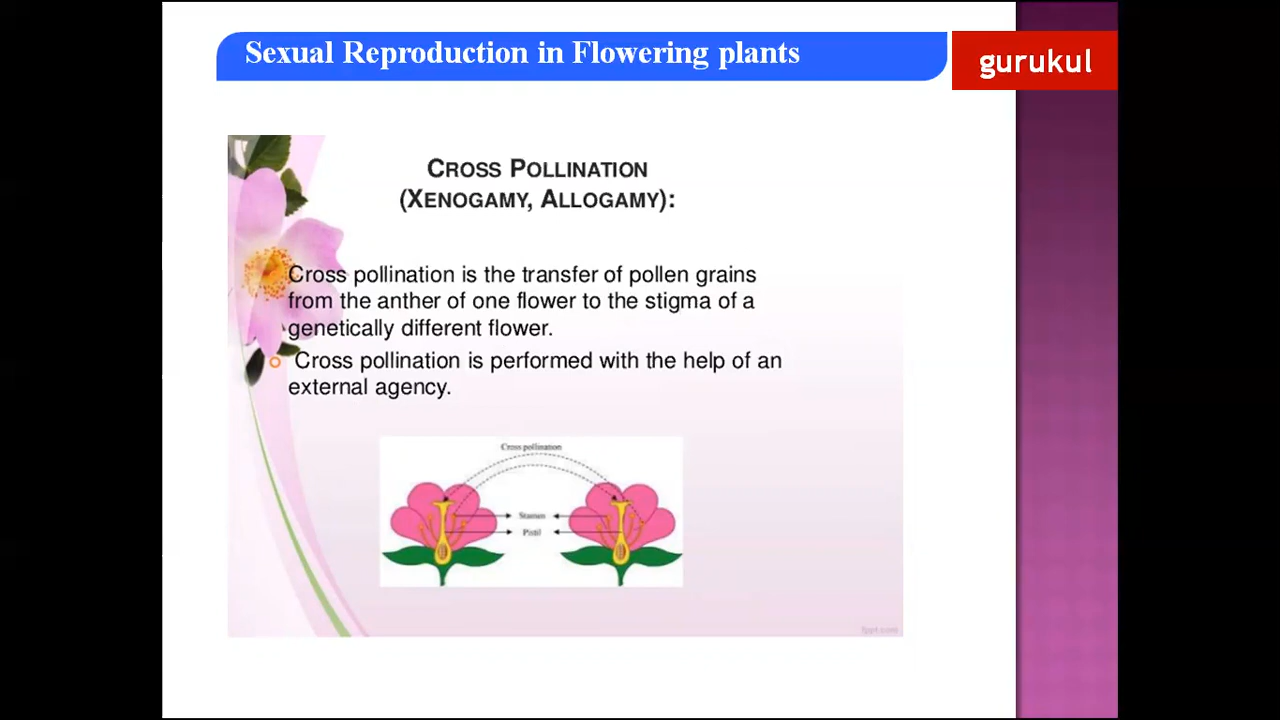 Sexual Reproduction in Flowering plants
gurukul
CROSS POLLINATION
(XENOGAMY, ALLOGAMY):
Cross pollination is the transfer of pollen grains
from the anther of one flower to the stigma of a
genetically different flower.
Cross pollination is performed with the help of an
external agency.
Cross pollination
Stamen
Pistil
fppt.com